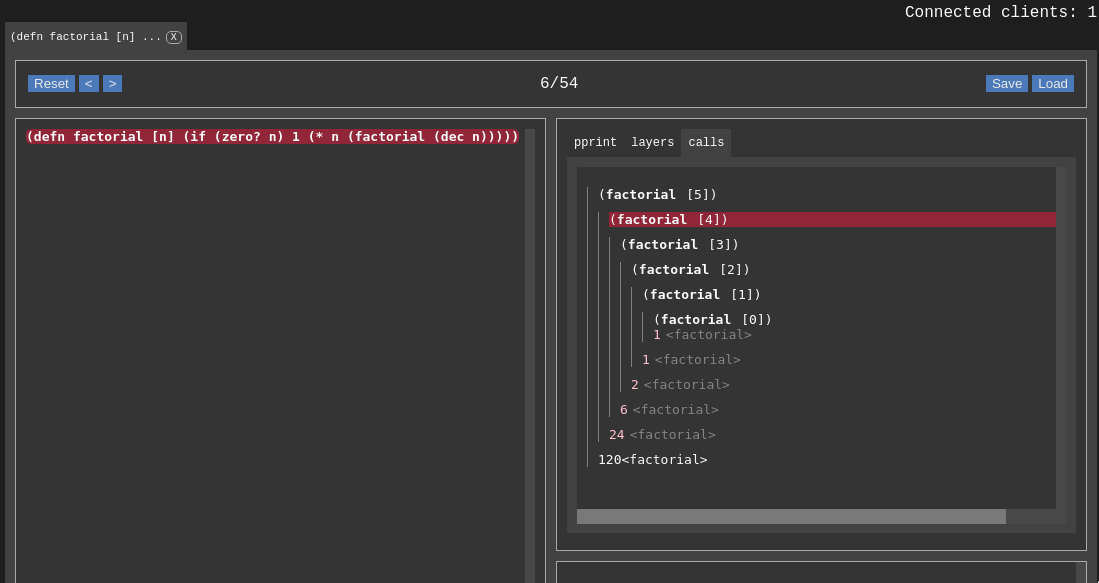 Connected clients: 1
(defn factorial [n] ... X
Reset < > 6/54 Save Load
(defn factorial [n] (if (zero? n) 1 (* n (factorial (dec n)))))
pprint layers calls
(factorial [5])
(factorial [4])
(factorial [3])
(factorial [2])
(factorial [1])
(factorial [0])
1 <factorial>
1 <factorial>
2 <factorial>
6 <factorial>
24 <factorial>
120<factorial>